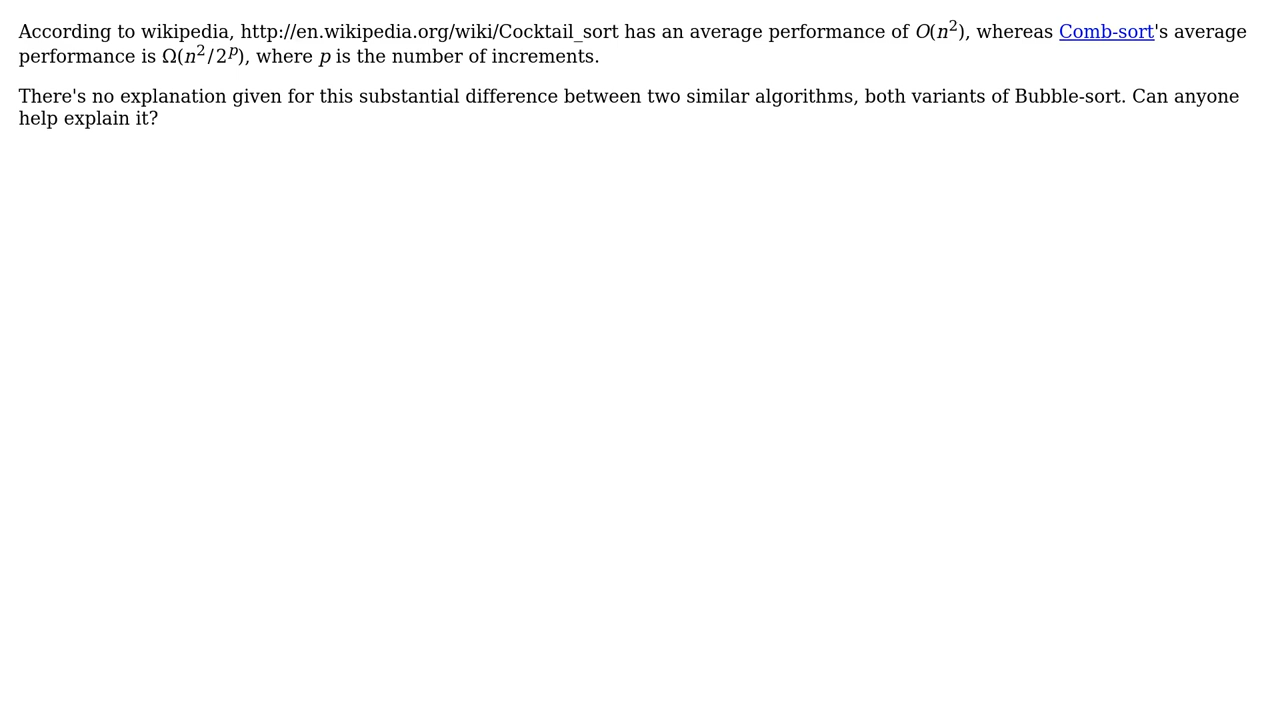 According to wikipedia, http://en.wikipedia.org/wiki/Cocktail_sort has an average performance of O(n²), whereas Comb-sort's average
performance is Ω(n²/2ᵖ), where p is the number of increments.
There's no explanation given for this substantial difference between two similar algorithms, both variants of Bubble-sort. Can anyone
help explain it?